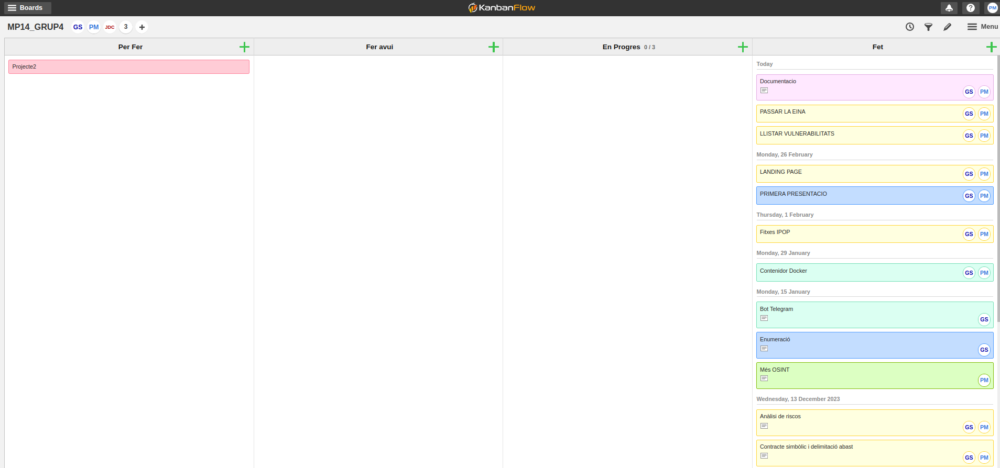 Boards
KanbanFlow
?
PM
MP14_GRUP4
GS
PM
JDC
3
Menu
Per Fer
Fer avui
En Progres 0 / 3
Fet
Projecte2
Today
Documentacio
GS PM
PASSAR LA EINA
GS PM
LLISTAR VULNERABILITATS
GS PM
Monday, 26 February
LANDING PAGE
GS PM
PRIMERA PRESENTACIO
GS PM
Thursday, 1 February
Fitxes IPOP
GS PM
Monday, 29 January
Contenidor Docker
GS PM
Monday, 15 January
Bot Telegram
GS
Enumeració
GS
Més OSINT
PM
Wednesday, 13 December 2023
Anàlisi de riscos
GS PM
Contracte simbòlic i delimitació abast
GS PM